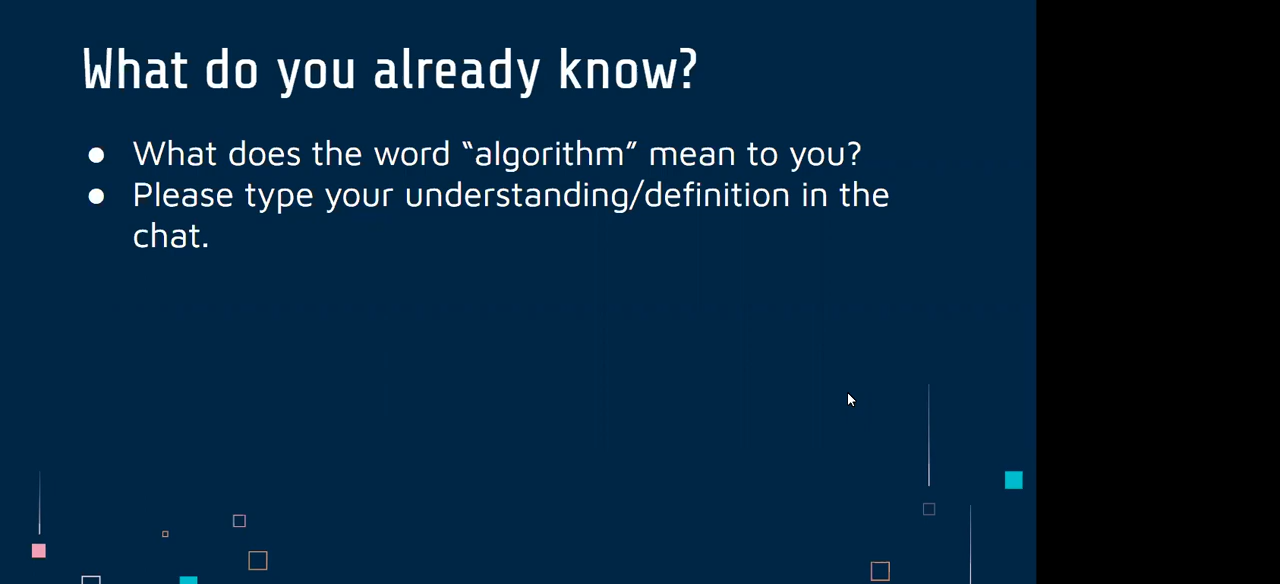 What do you already know?
● What does the word “algorithm” mean to you?
● Please type your understanding/definition in the
chat.